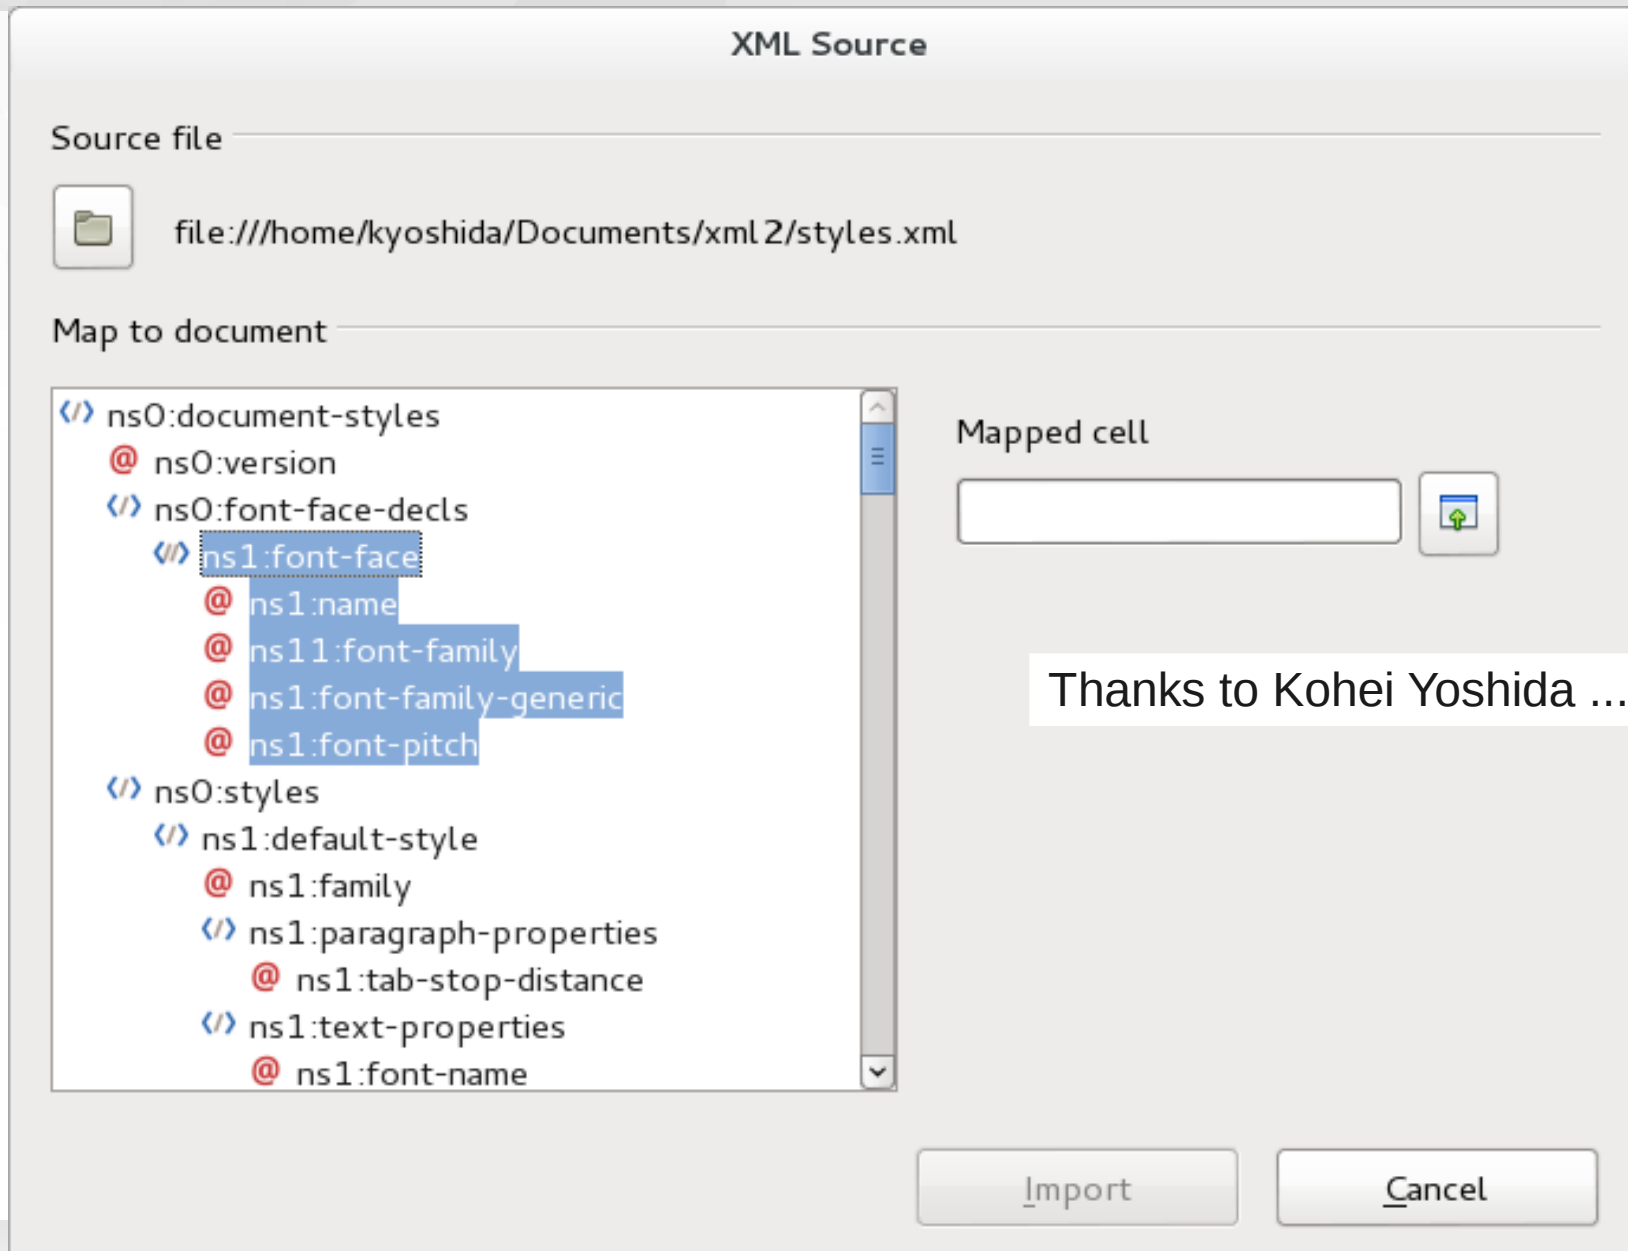 XML Source
Source file
file:///home/kyoshida/Documents/xml2/styles.xml
Map to document
ns0:document-styles
@ ns0:version
ns0:font-face-decls
ns1:font-face
@ ns1:name
@ ns11:font-family
@ ns1:font-family-generic
@ ns1:font-pitch
ns0:styles
ns1:default-style
@ ns1:family
ns1:paragraph-properties
@ ns1:tab-stop-distance
ns1:text-properties
@ ns1:font-name
Mapped cell
Thanks to Kohei Yoshida ...
Import
Cancel